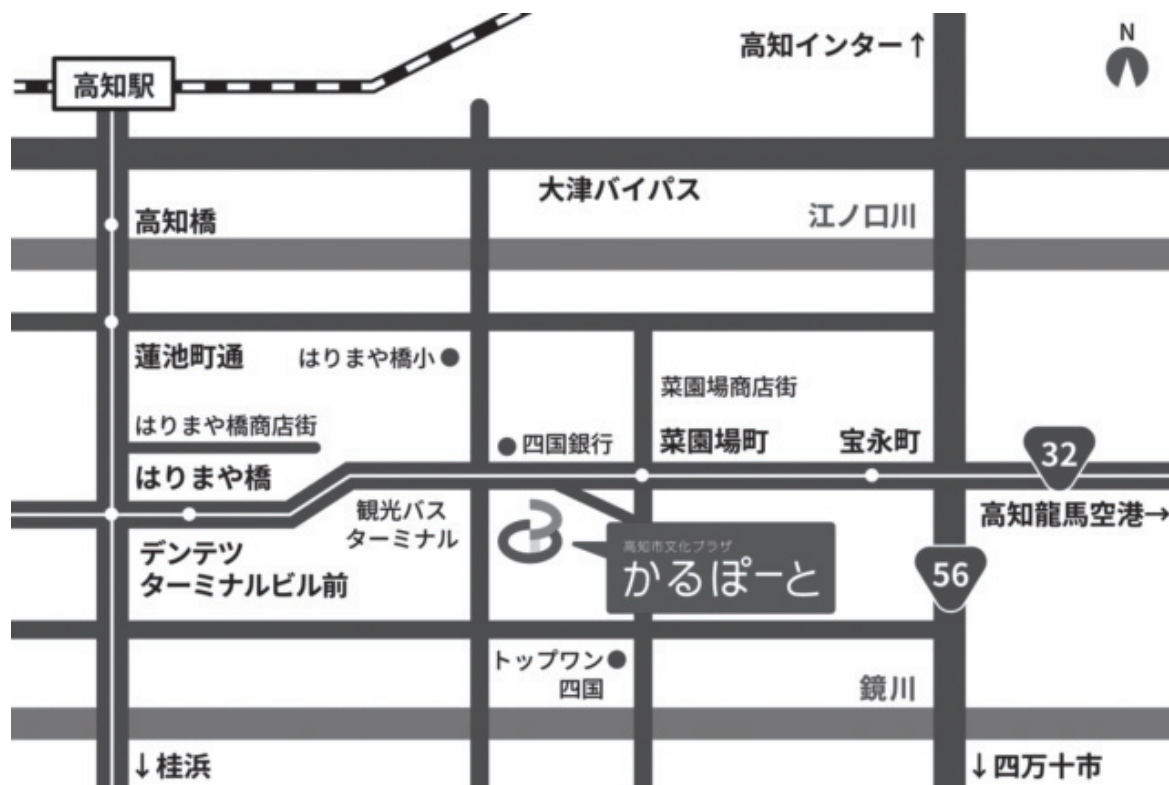 高知インター↑
N
高知駅
大津バイパス
高知橋
江ノ口川
蓮池町通
はりまや橋小
菜園場商店街
はりまや橋商店街
四国銀行
菜園場町
宝永町
32
はりまや橋
観光バス
ターミナル
高知龍馬空港→
デンテツ
ターミナルビル前
高知市文化プラザ
かるぽーと
56
トップワン
四国
鏡川
↓桂浜
↓四万十市